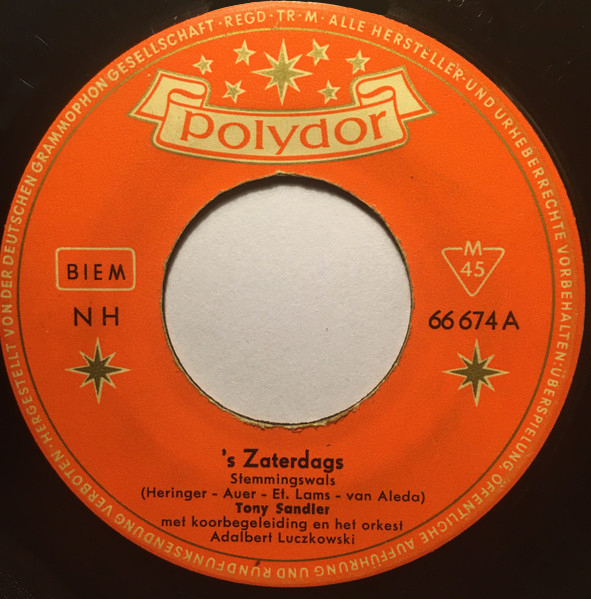 HERGESTELLT VON DER DEUTSCHEN GRAMMOPHON GESELLSCHAFT · REGD · TR · M · ALLE HERSTELLER- UND URHEBERRECHTE VORBEHALTEN: ÜBERSPIELUNG, ÖFFENTLICHE AUFFÜHRUNG UND RUNDFUNKSENDUNG VERBOTEN ·
polydor
BIEM
M
45
NH
66 674 A
's Zaterdags
Stemmingswals
(Heringer - Auer - Et. Lams - van Aleda)
Tony Sandler
met koorbegeleiding en het orkest
Adalbert Luczkowski